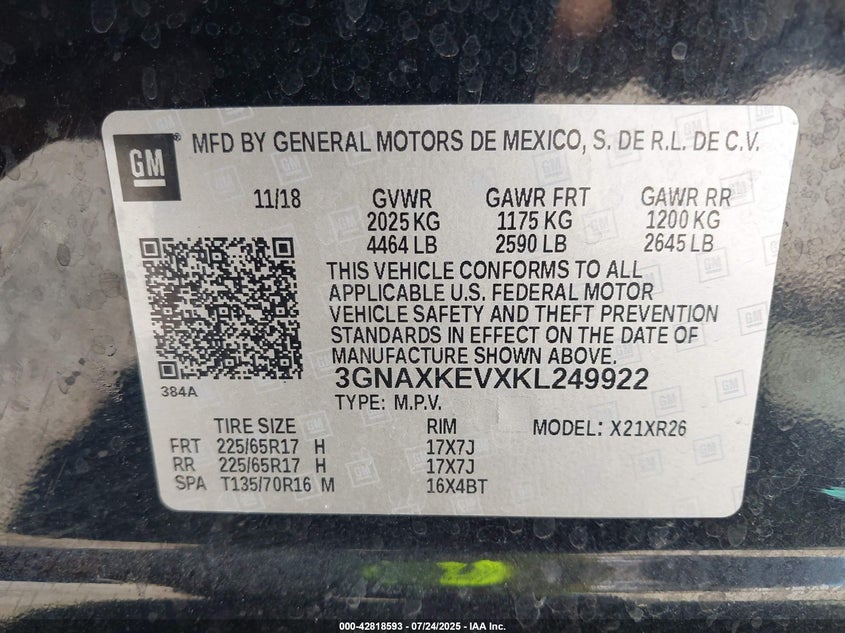 GM
® MFD BY GENERAL MOTORS DE MEXICO, S. DE R.L. DE C.V.
11/18 GVWR GAWR FRT GAWR RR
2025 KG 1175 KG 1200 KG
4464 LB 2590 LB 2645 LB
THIS VEHICLE CONFORMS TO ALL
APPLICABLE U.S. FEDERAL MOTOR
VEHICLE SAFETY AND THEFT PREVENTION
STANDARDS IN EFFECT ON THE DATE OF
MANUFACTURE SHOWN ABOVE.
384A 3GNAXKEVXKL249922
TYPE: M.P.V.
TIRE SIZE RIM MODEL: X21XR26
FRT 225/65R17 H 17X7J
RR 225/65R17 H 17X7J
SPA T135/70R16 M 16X4BT
000-42818593 - 07/24/2025 - IAA Inc.